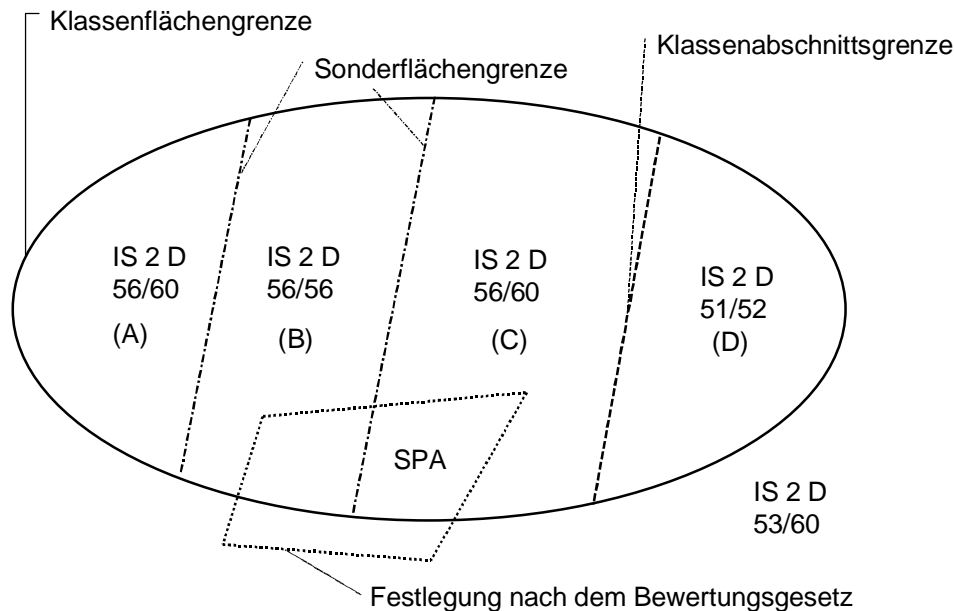 Klassenflächengrenze
Sonderflächengrenze
Klassenabschnittsgrenze
IS 2 D
56/60
(A)
IS 2 D
56/56
(B)
IS 2 D
56/60
(C)
IS 2 D
51/52
(D)
SPA
IS 2 D
53/60
Festlegung nach dem Bewertungsgesetz